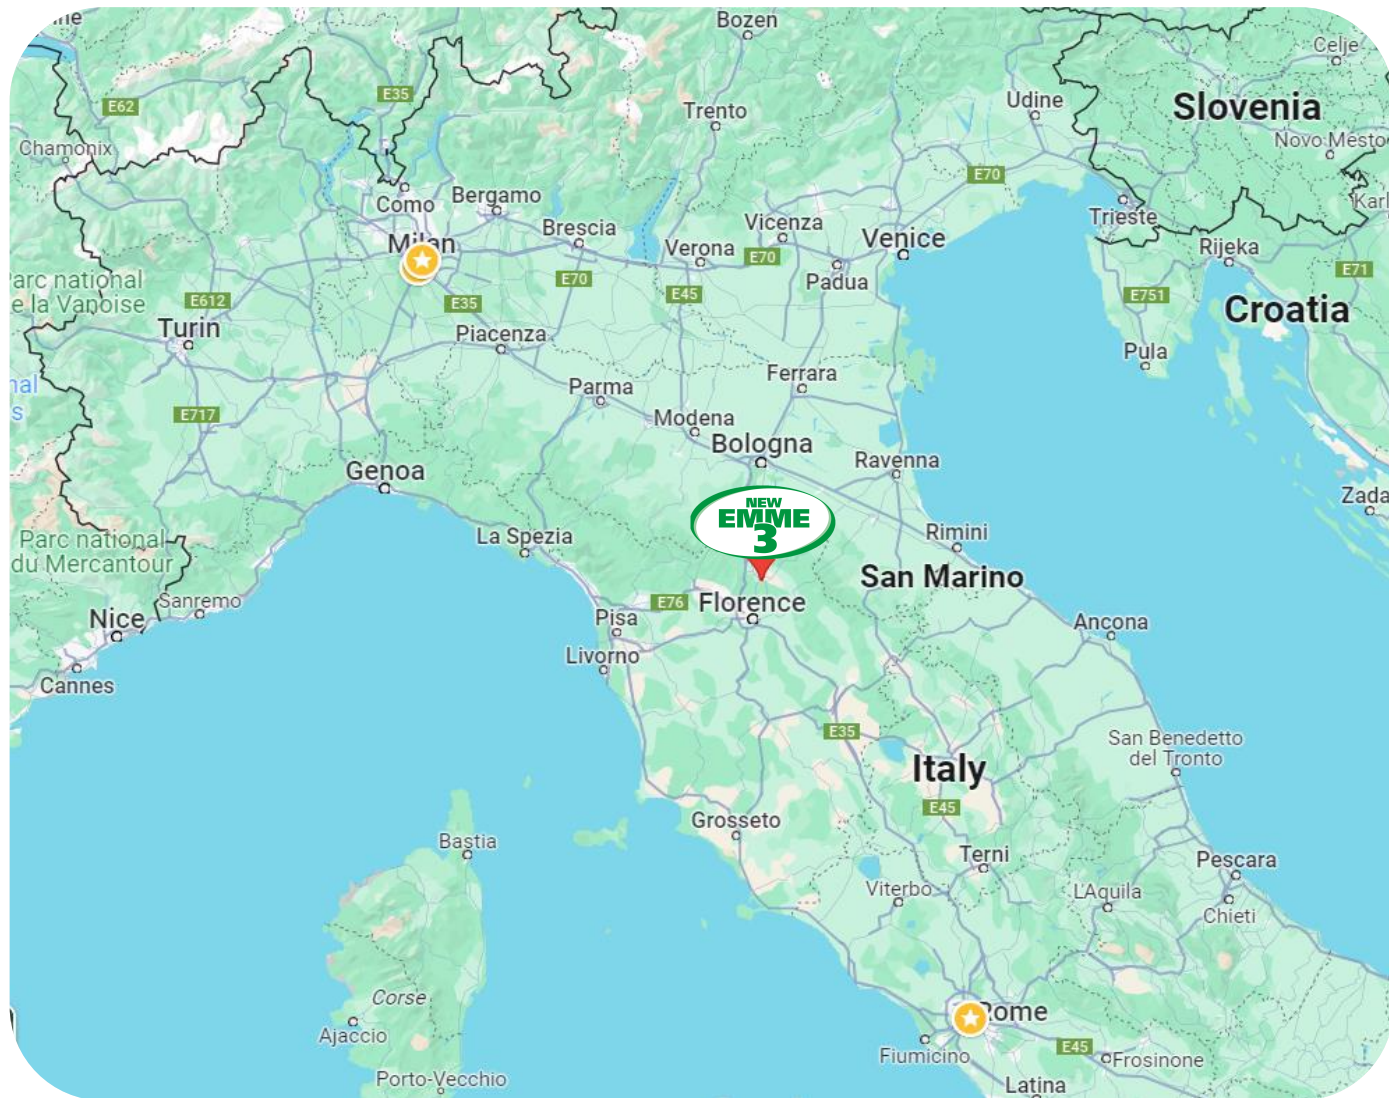 Bozen
Celje
E62
E35
Trento
Udine
Slovenia
Chamonix
Novo Mesto
E70
Como
Bergamo
Trieste
Milan
Brescia
Vicenza
Venice
Verona
E70
Rijeka
Parc national
de la Vanoise
E70
Padua
E71
E612
E35
E45
E751
Croatia
Turin
Piacenza
Pula
Ferrara
Parma
E717
Modena
Bologna
Genoa
Ravenna
NEW
EMME
3
La Spezia
Rimini
Parc national
du Mercantour
San Marino
Sanremo
E76
Florence
Nice
Pisa
Ancona
Livorno
Cannes
E35
San Benedetto
del Tronto
Italy
E45
Grosseto
Bastia
Terni
Pescara
Viterbo
L'Aquila
Chieti
Corse
Rome
Ajaccio
Fiumicino
E45
Frosinone
Porto-Vecchio
Latina